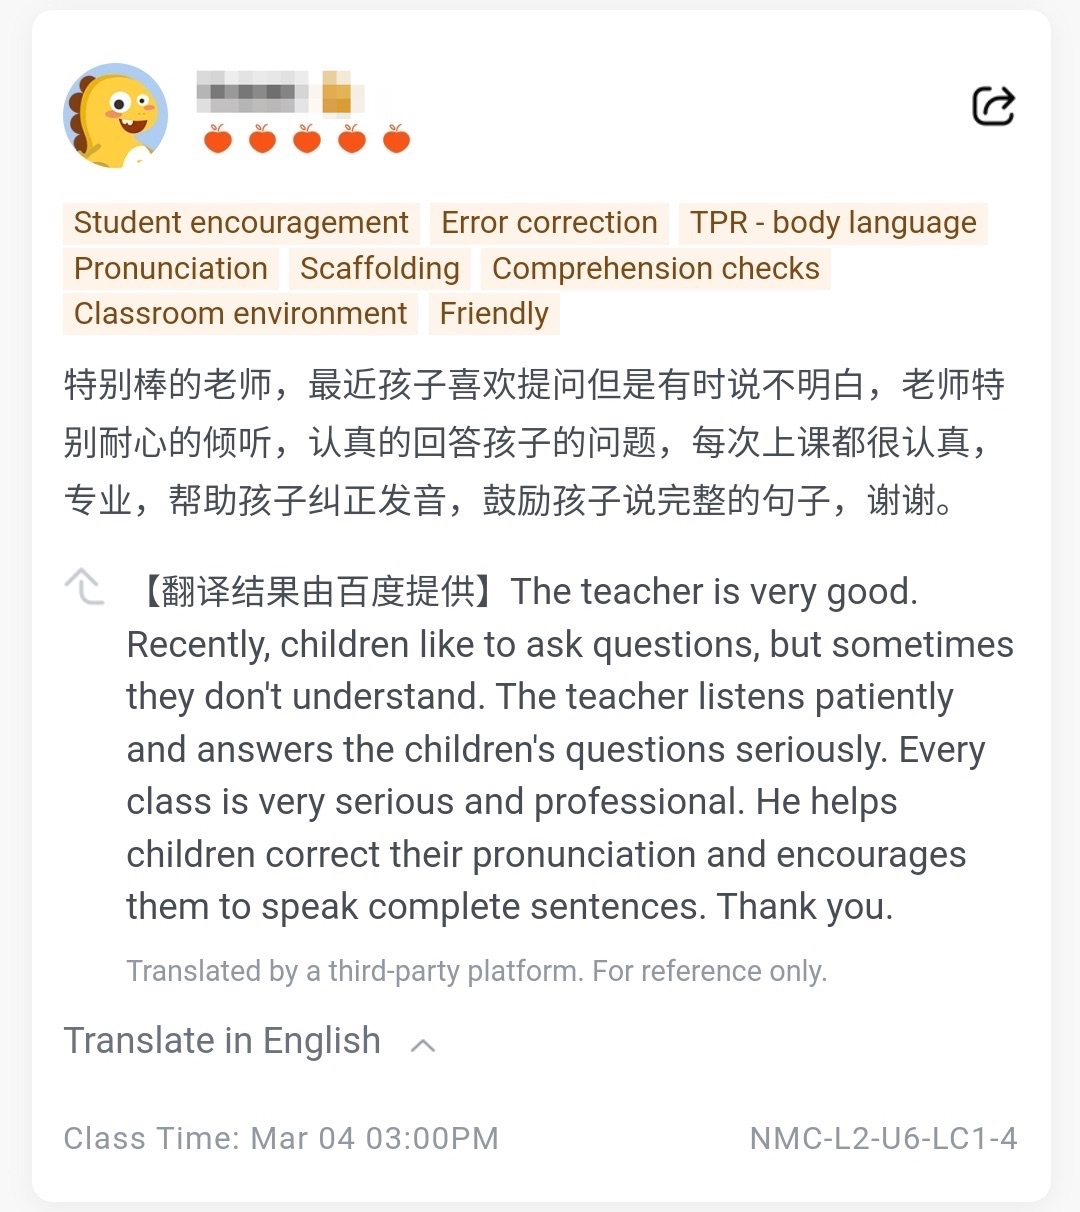 Student encouragement Error correction TPR - body language
Pronunciation Scaffolding Comprehension checks
Classroom environment Friendly
特别棒的老师，最近孩子喜欢提问但是有时说不明白，老师特
别耐心的倾听，认真的回答孩子的问题，每次上课都很认真，
专业，帮助孩子纠正发音，鼓励孩子说完整的句子，谢谢。
【翻译结果由百度提供】The teacher is very good.
Recently, children like to ask questions, but sometimes
they don't understand. The teacher listens patiently
and answers the children's questions seriously. Every
class is very serious and professional. He helps
children correct their pronunciation and encourages
them to speak complete sentences. Thank you.
Translated by a third-party platform. For reference only.
Translate in English
Class Time: Mar 04 03:00PM NMC-L2-U6-LC1-4